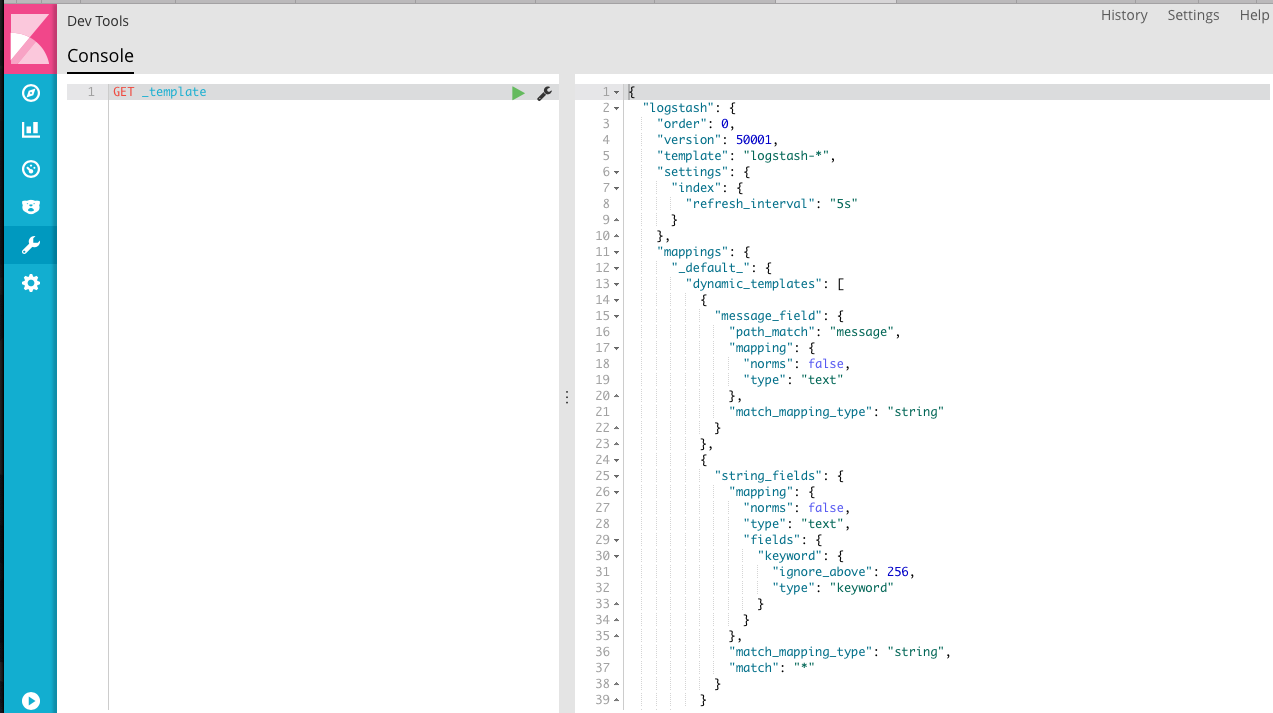 Dev Tools
History Settings Help
Console
1 GET _template
1 {
2 "logstash": {
3 "order": 0,
4 "version": 50001,
5 "template": "logstash-*",
6 "settings": {
7 "index": {
8 "refresh_interval": "5s"
9 }
10 },
11 "mappings": {
12 "_default_": {
13 "dynamic_templates": [
14 {
15 "message_field": {
16 "path_match": "message",
17 "mapping": {
18 "norms": false,
19 "type": "text"
20 },
21 "match_mapping_type": "string"
22 }
23 },
24 {
25 "string_fields": {
26 "mapping": {
27 "norms": false,
28 "type": "text",
29 "fields": {
30 "keyword": {
31 "ignore_above": 256,
32 "type": "keyword"
33 }
34 }
35 },
36 "match_mapping_type": "string",
37 "match": "*"
38 }
39 }